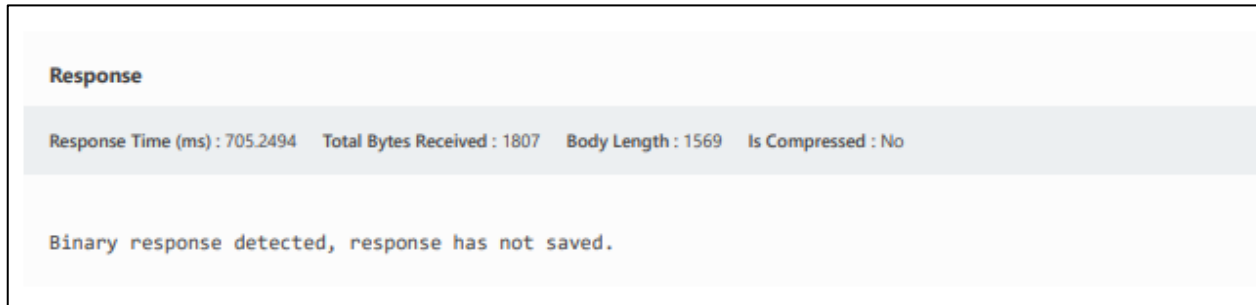 Response
Response Time (ms) : 705.2494 Total Bytes Received : 1807 Body Length : 1569 Is Compressed : No
Binary response detected, response has not saved.